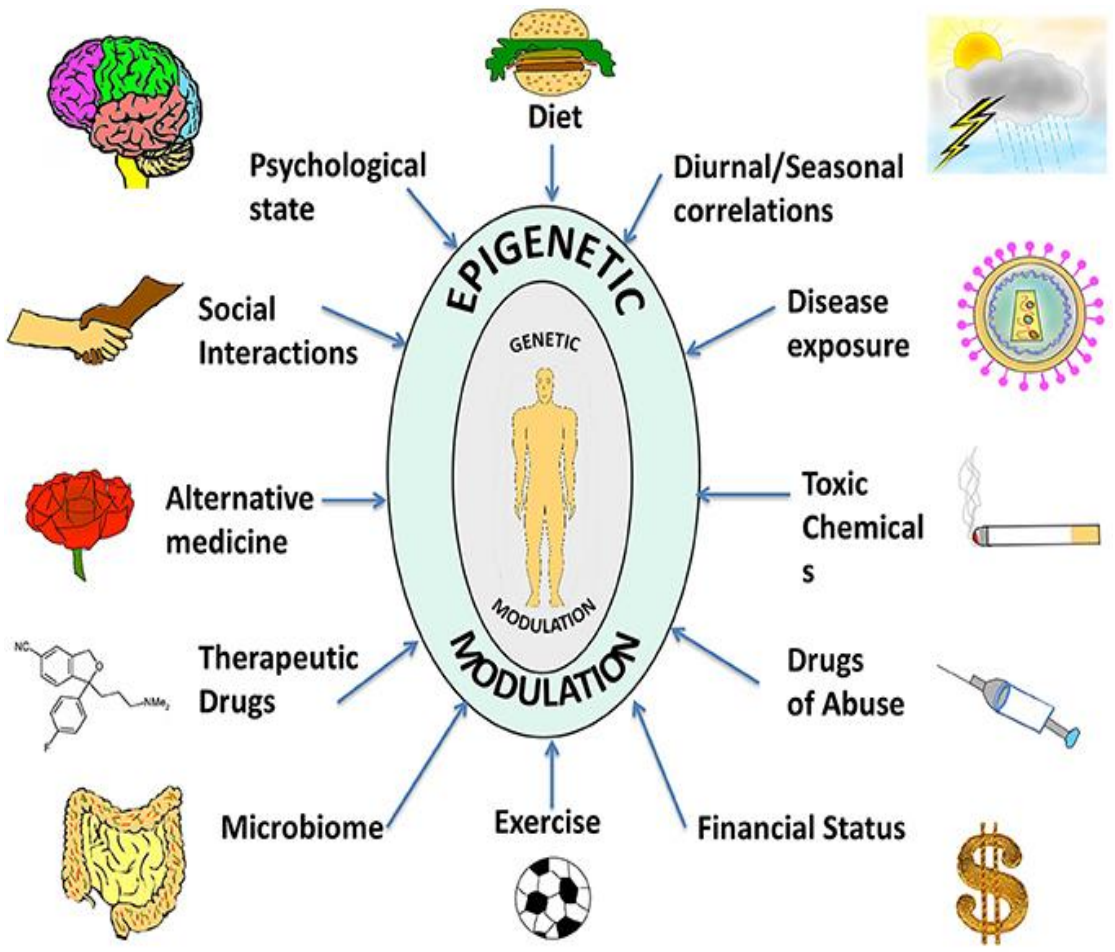 Diet
Psychological
state
Diurnal/Seasonal
correlations
EPIGENETIC
Social
Interactions
Disease
exposure
GENETIC
Alternative
medicine
Toxic
Chemical
s
MODULATION
MODULATION
NC
O
NMe₂
F
Therapeutic
Drugs
Drugs
of Abuse
Microbiome
Exercise
Financial Status